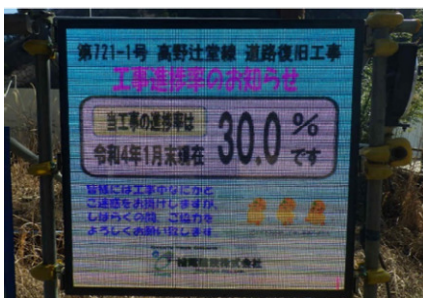 第721-1号 高野辻堂線 道路復旧工事
工事進捗率のお知らせ
当工事の進捗率は
令和4年1月末現在
30.0%です
皆様には工事中なにかと
ご迷惑をお掛けしますが、
しばらくの間、ご協力を
よろしくお願い致します。
建設株式会社